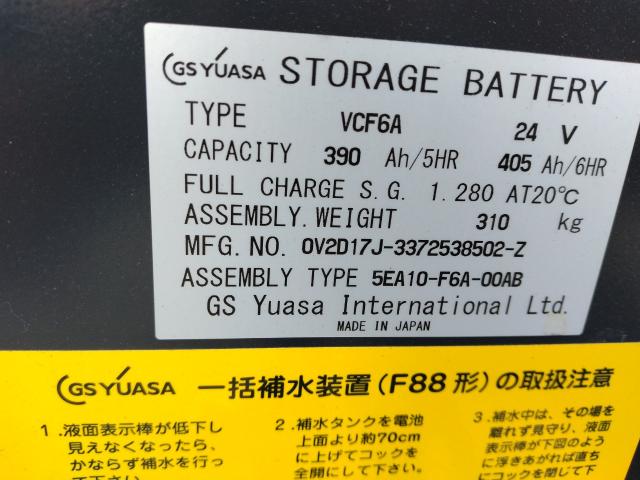 GS YUASA STORAGE BATTERY
TYPE VCF6A 24 V
CAPACITY 390 Ah/5HR 405 Ah/6HR
FULL CHARGE S.G. 1.280 AT20℃
ASSEMBLY.WEIGHT 310 kg
MFG.NO. 0V2D17J-3372538502-Z
ASSEMBLY TYPE 5EA10-F6A-00AB
GS Yuasa International Ltd.
MADE IN JAPAN
GS YUASA 一括補水装置(F88形)の取扱注意
1.液面表示棒が低下し
見えなくなったら、
かならず補水を行っ
て下さい。
2.補水タンクを電池
上面より約70cm
に上げてコックを
全開にして下さい。
3.補水中は、その場を
離れず見守り、液面
表示棒が下図のよう
に浮きあがれば直ち
にコックを閉じて下